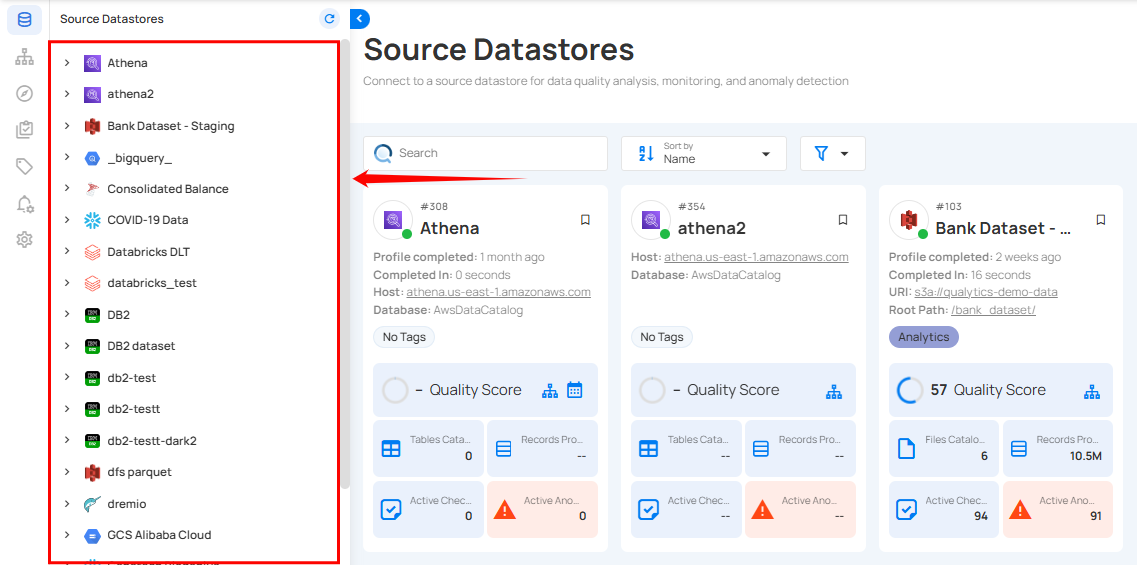 Source Datastores
Athena
athena2
Bank Dataset - Staging
_bigquery_
Consolidated Balance
COVID-19 Data
Databricks DLT
databricks_test
DB2
DB2 dataset
db2-test
db2-testt
db2-testt-dark2
dfs parquet
dremio
GCS Alibaba Cloud
Source Datastores
Connect to a source datastore for data quality analysis, monitoring, and anomaly detection
Search
Sort by
Name
#308
Athena
Profile completed: 1 month ago
Completed In: 0 seconds
Host: athena.us-east-1.amazonaws.com
Database: AwsDataCatalog
No Tags
– Quality Score
Tables Cata... Records Pro...
0 --
Active Chec... Active Ano...
0 0
#354
athena2
Host: athena.us-east-1.amazonaws.com
Database: AwsDataCatalog
No Tags
– Quality Score
Tables Cata... Records Pro...
-- --
Active Chec... Active Ano...
-- --
#103
Bank Dataset - ...
Profile completed: 2 weeks ago
Completed In: 16 seconds
URI: s3a://qualytics-demo-data
Root Path: /bank_dataset/
Analytics
57 Quality Score
Files Catalo... Records Pro...
6 10.5M
Active Chec... Active Ano...
94 91